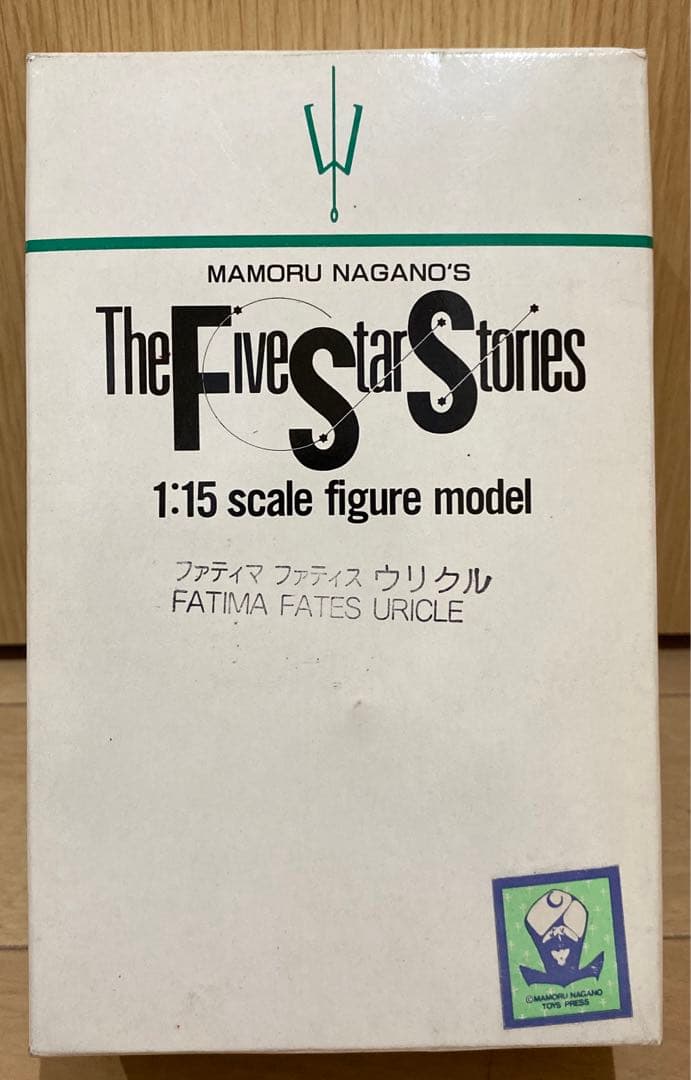 MAMORU NAGANO'S
The Five Star Stories
1:15 scale figure model
ファティマ ファティス ウリクル
FATIMA FATES URICLE
©MAMORU NAGANO
TOYS PRESS